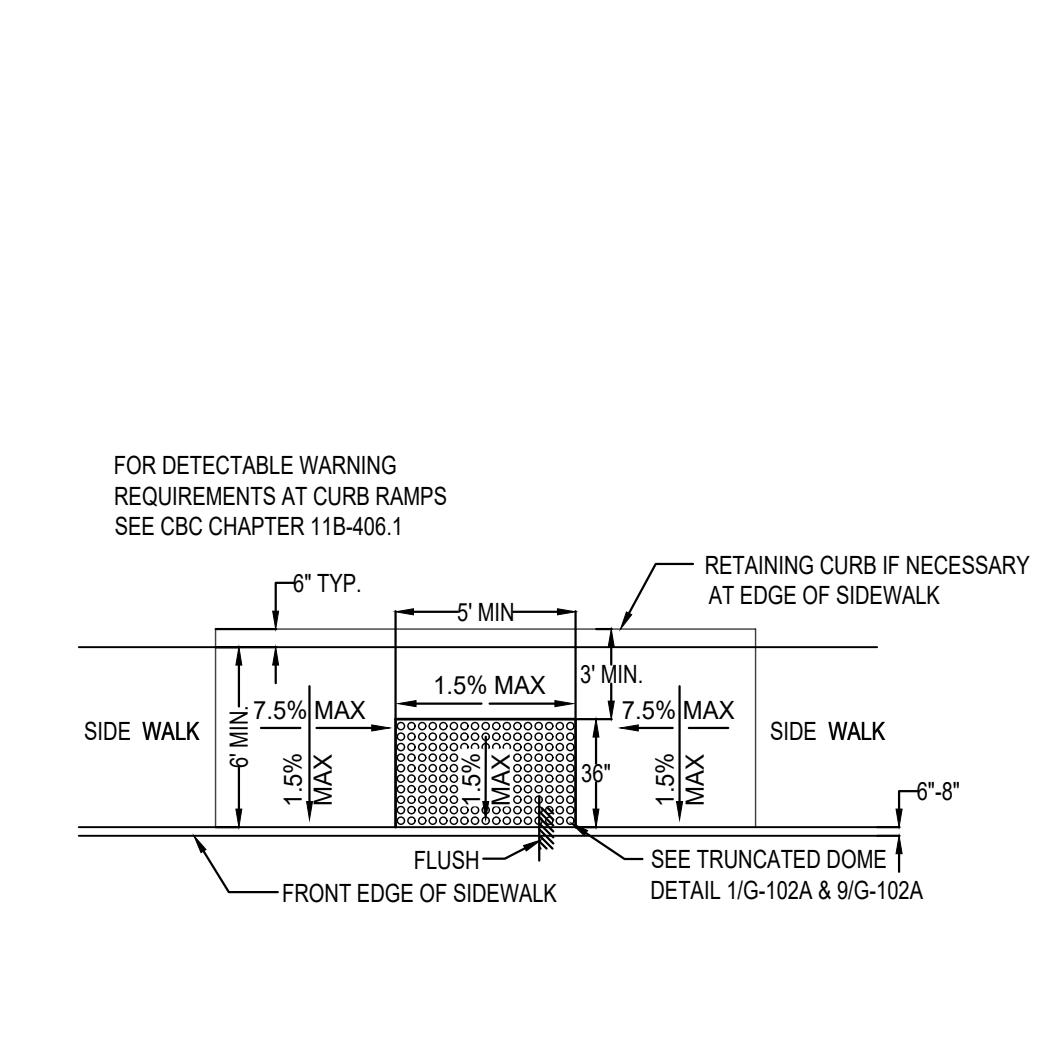 FOR DETECTABLE WARNING
REQUIREMENTS AT CURB RAMPS
SEE CBC CHAPTER 11B-406.1
RETAINING CURB IF NECESSARY
AT EDGE OF SIDEWALK
6" TYP.
5' MIN
3' MIN.
1.5% MAX
7.5% MAX
7.5% MAX
SIDE WALK
6' MIN.
SIDE WALK
1.5%
MAX
1.5%
MAX
36"
1.5%
MAX
6"-8"
FLUSH
SEE TRUNCATED DOME
DETAIL 1/G-102A & 9/G-102A
FRONT EDGE OF SIDEWALK